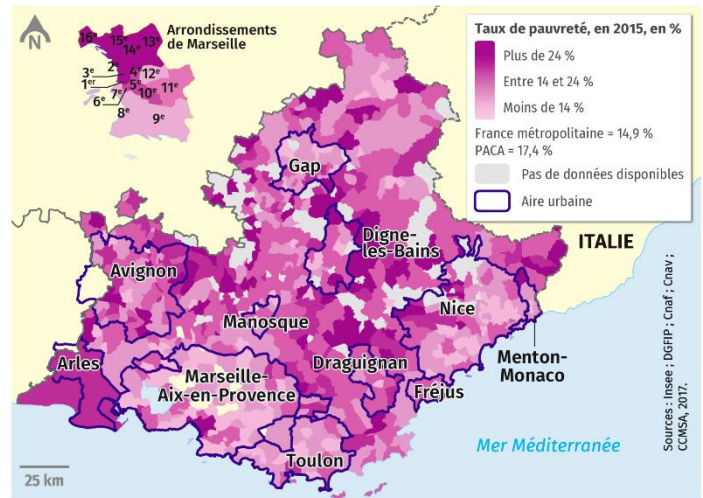 N
Arrondissements
de Marseille
16e
15e
14e
13e
2e
3e
4e
12e
1er
5e
11e
7e
10e
6e
8e
9e
Taux de pauvreté, en 2015, en %
Plus de 24 %
Entre 14 et 24 %
Moins de 14 %
France métropolitaine = 14,9 %
PACA = 17,4 %
Pas de données disponibles
Aire urbaine
Gap
Digne-
les-Bains
ITALIE
Avignon
Nice
Manosque
Arles
Draguignan
Menton-
Monaco
Marseille-
Aix-en-Provence
Fréjus
Toulon
Mer Méditerranée
25 km
Sources : Insee ; DGFIP ; Cnaf ; Cnav ;
CCMSA, 2017.